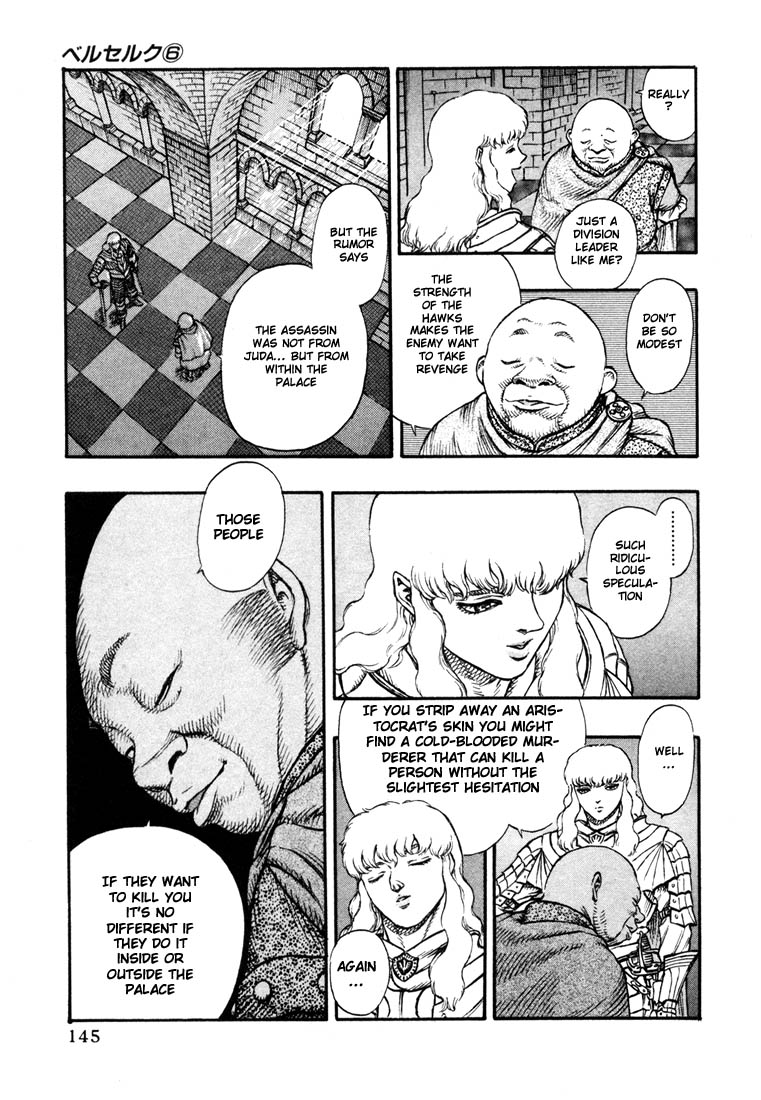 ベルセルク⑥
REALLY
?
JUST A
DIVISION
LEADER
LIKE ME?
DON'T
BE SO
MODEST
THE
STRENGTH
OF THE
HAWKS
MAKES THE
ENEMY WANT
TO TAKE
REVENGE
BUT THE
RUMOR
SAYS
THE ASSASSIN
WAS NOT FROM
JUDA... BUT FROM
WITHIN THE
PALACE
........
SUCH
RIDICU-
LOUS
SPECULA-
TION
THOSE
PEOPLE
IF THEY WANT
TO KILL YOU
IT'S NO
DIFFERENT IF
THEY DO IT
INSIDE OR
OUTSIDE THE
PALACE
WELL
...
IF YOU STRIP AWAY AN ARIS-
TOCRAT'S SKIN YOU MIGHT
FIND A COLD-BLOODED MUR-
DERER THAT CAN KILL A
PERSON WITHOUT THE
SLIGHTEST HESITATION
AGAIN
...
145